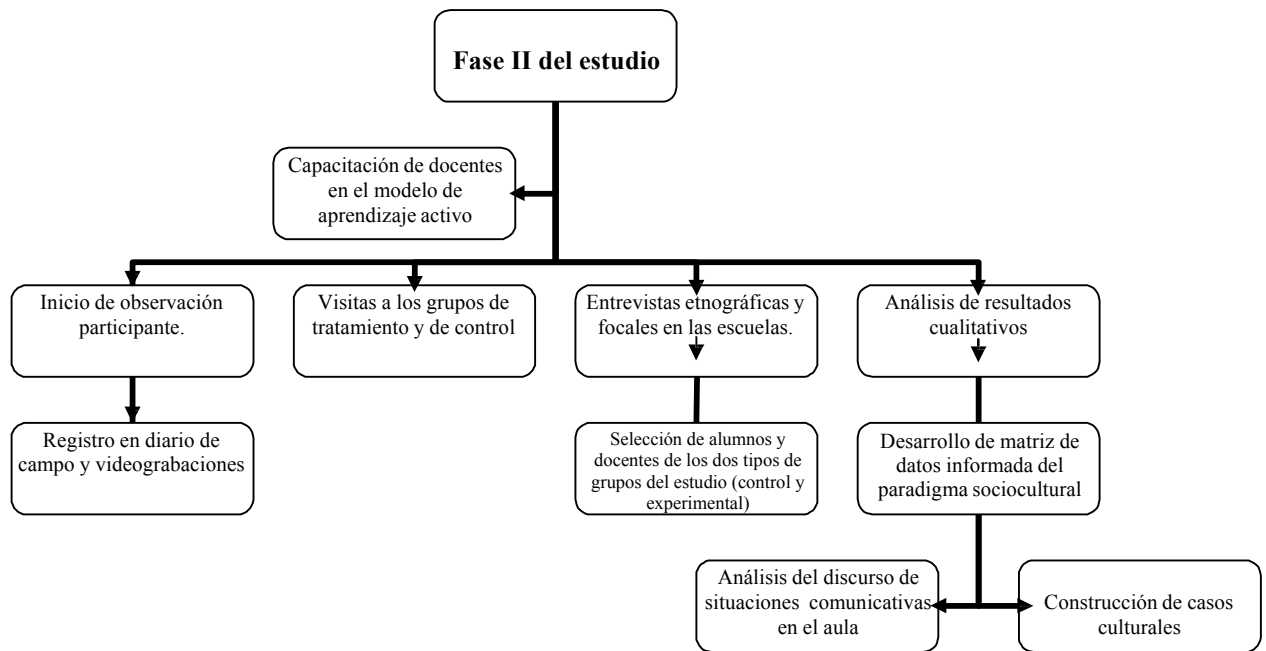 Fase II del estudio
Capacitación de docentes
en el modelo de
aprendizaje activo
Inicio de observación
participante.
Visitas a los grupos de
tratamiento y de control
Entrevistas etnográficas y
focales en las escuelas.
Análisis de resultados
cualitativos
Registro en diario de
campo y videograbaciones
Selección de alumnos y
docentes de los dos tipos de
grupos del estudio (control y
experimental)
Desarrollo de matriz de
datos informada del
paradigma sociocultural
Análisis del discurso de
situaciones comunicativas
en el aula
Construcción de casos
culturales